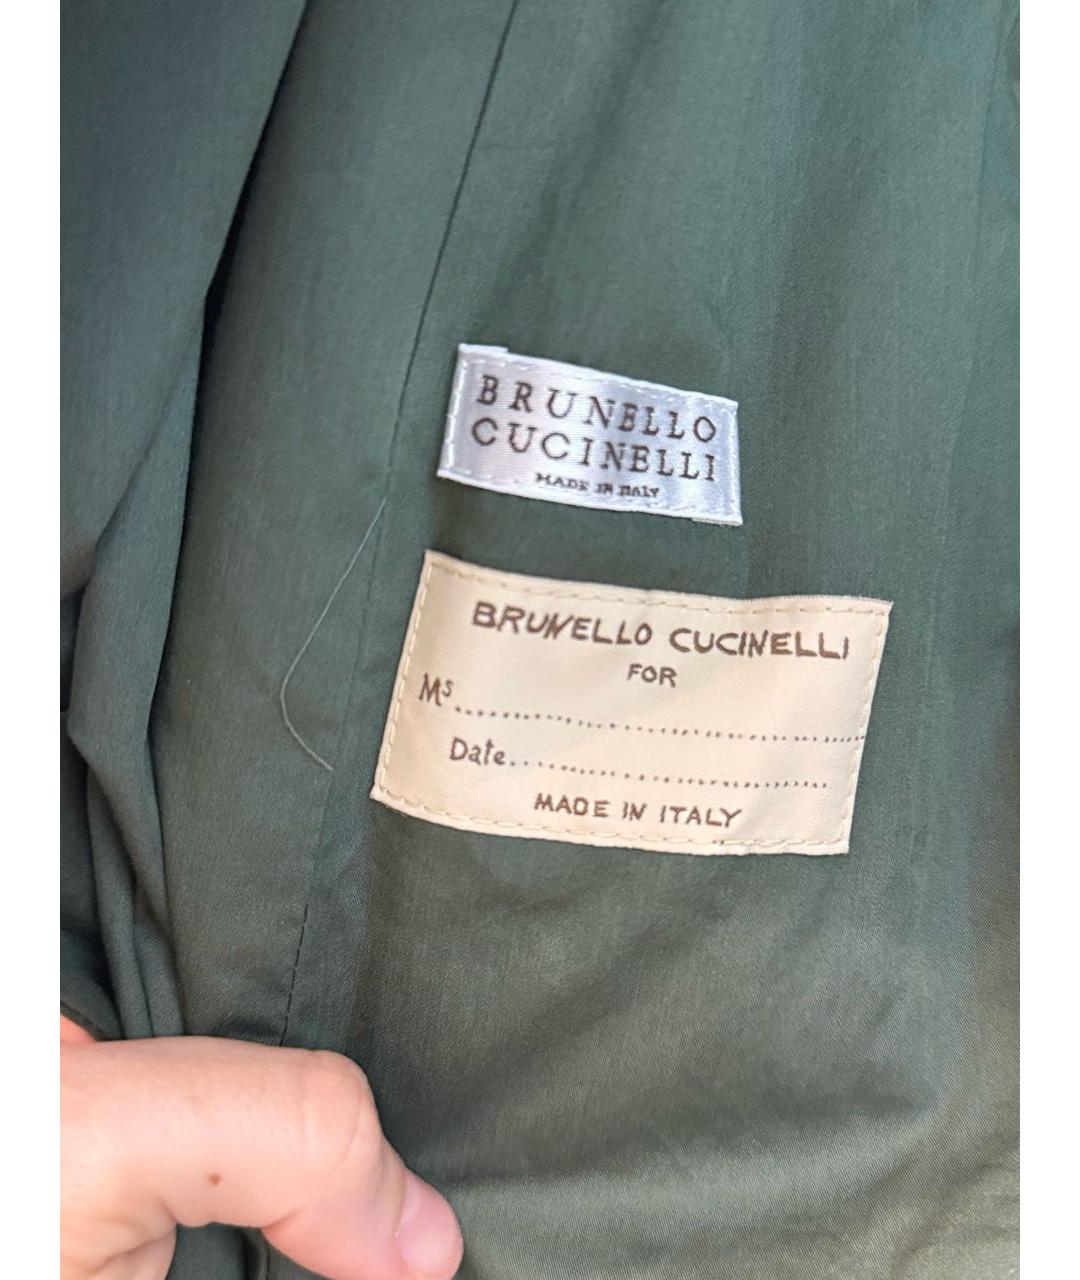 BRUNELLO
CUCINELLI
MADE IN ITALY
BRUNELLO CUCINELLI
FOR
Ms..............................
Date..............................
MADE IN ITALY